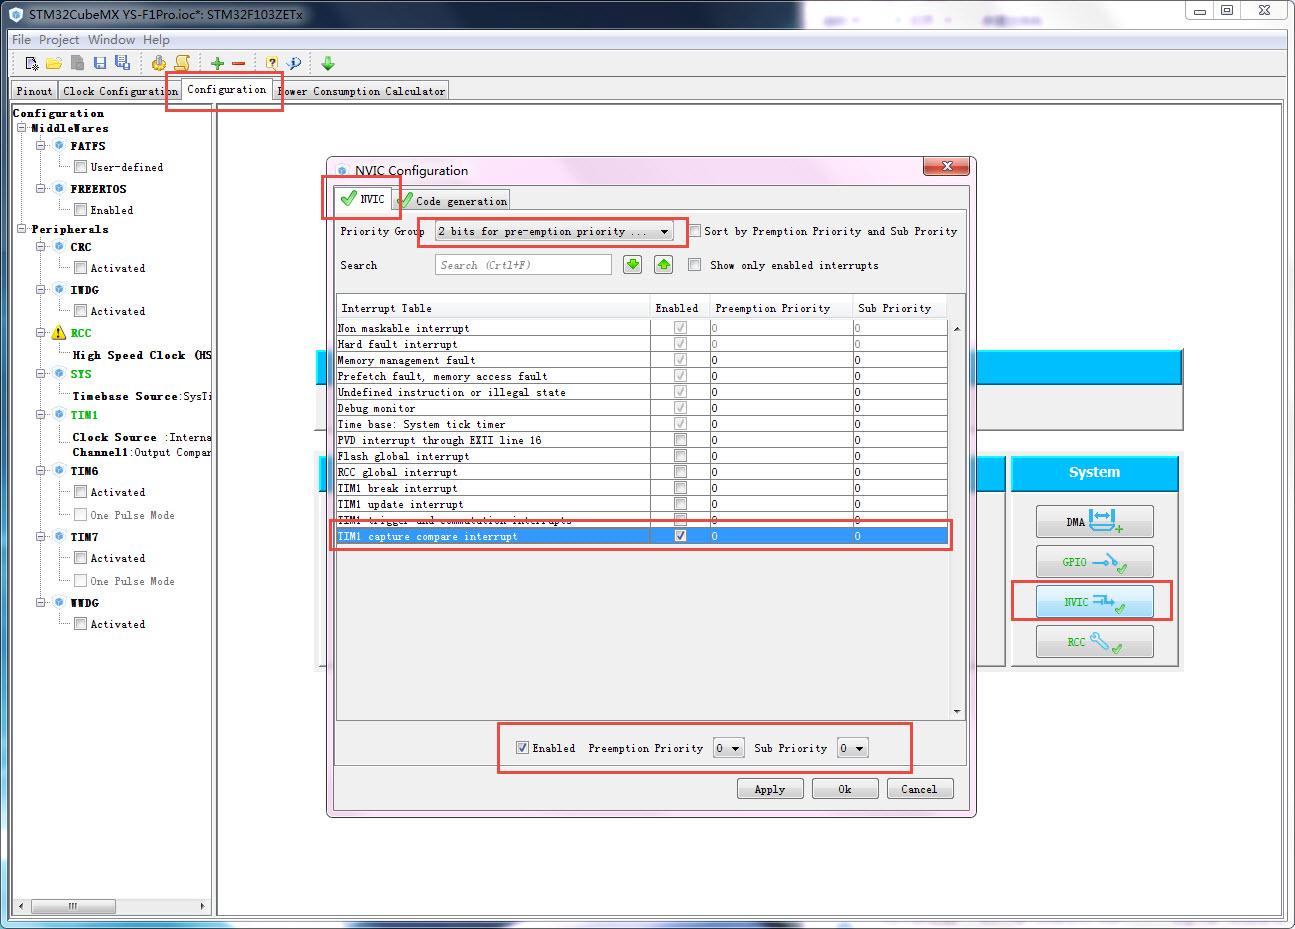 STM32CubeMX YS-F1Pro.ioc*: STM32F103ZETx
File Project Window Help
Pinout Clock Configuration Configuration Power Consumption Calculator
Configuration
MiddleWares
FATFS
User-defined
FREERTOS
Enabled
Peripherals
CRC
Activated
IWDG
Activated
RCC
High Speed Clock (HS
SYS
Timebase Source:SysTi
TIM1
Clock Source :Interna
Channel1:Output Compar
TIM6
Activated
One Pulse Mode
TIM7
Activated
One Pulse Mode
WWDG
Activated
NVIC Configuration
NVIC Code generation
Priority Group 2 bits for pre-emption priority ... Sort by Premption Priority and Sub Prority
Search Search (Crtl+F) Show only enabled interrupts
Interrupt Table Enabled Preemption Priority Sub Priority
Non maskable interrupt 0 0
Hard fault interrupt 0 0
Memory management fault 0 0
Prefetch fault, memory access fault 0 0
Undefined instruction or illegal state 0 0
Debug monitor 0 0
Time base: System tick timer 0 0
PVD interrupt through EXTI line 16 0 0
Flash global interrupt 0 0
RCC global interrupt 0 0
TIM1 break interrupt 0 0
TIM1 update interrupt 0 0
TIM1 trigger and commutation interrupts 0 0
TIM1 capture compare interrupt 0 0
Enabled Preemption Priority 0 Sub Priority 0
Apply Ok Cancel
System
DMA
GPIO
NVIC
RCC